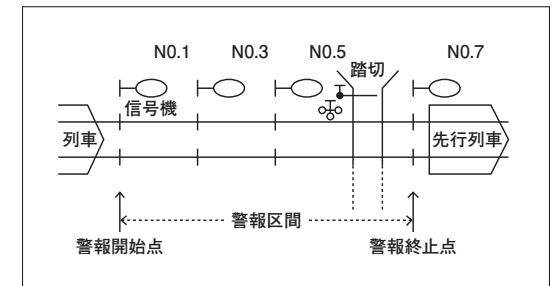 N0.1 N0.3 N0.5 N0.7
踏切
信号機
列車 先行列車
警報区間
警報開始点 警報終止点